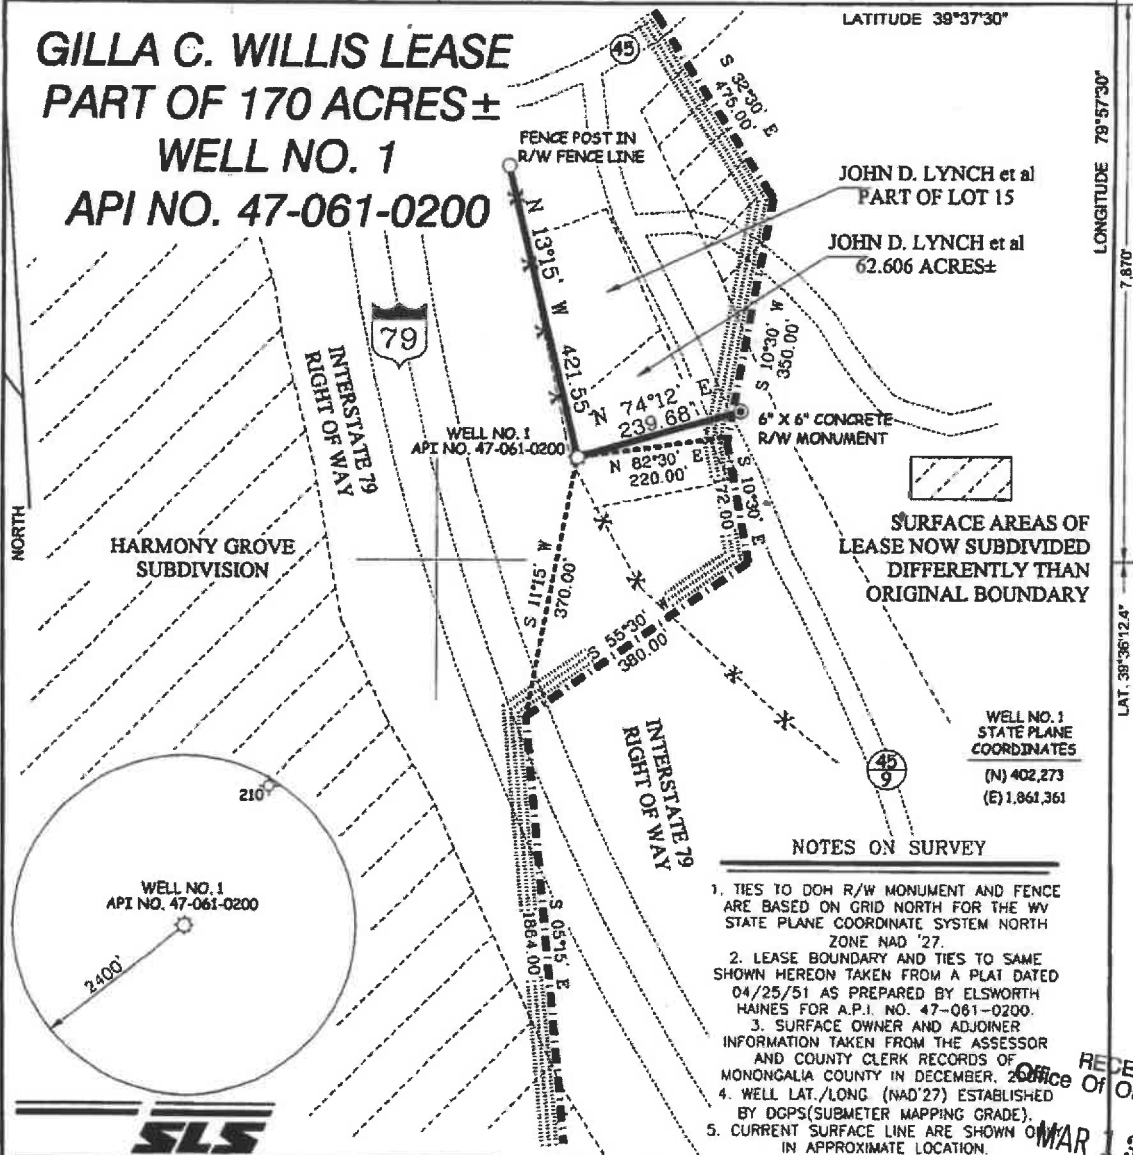 GILLA C. WILLIS LEASE
PART OF 170 ACRES±
WELL NO. 1
API NO. 47-061-0200
LATITUDE 39°37'30"
LONGITUDE 79°57'30"
7,870'
LAT. 39°36'12.4"
NORTH
45
S 32°30' E
475.00'
FENCE POST IN
R/W FENCE LINE
JOHN D. LYNCH et al
PART OF LOT 15
JOHN D. LYNCH et al
62.606 ACRES±
79
INTERSTATE 79
RIGHT OF WAY
N 13°15' W
421.55'
S 10°30' W
350.00'
N 74°12' E
239.68'
6" X 6" CONCRETE
R/W MONUMENT
WELL NO. 1
API NO. 47-061-0200
N 82°30' E
220.00'
S 10°30' E
72.00'
HARMONY GROVE
SUBDIVISION
SURFACE AREAS OF
LEASE NOW SUBDIVIDED
DIFFERENTLY THAN
ORIGINAL BOUNDARY
S 11°15' W
370.00'
S 55°30' W
380.00'
INTERSTATE 79
RIGHT OF WAY
WELL NO. 1
STATE PLANE
COORDINATES
(N) 402,273
(E) 1,861,361
45
9
210
WELL NO. 1
API NO. 47-061-0200
2400'
S 05°15' E
1864.00'
NOTES ON SURVEY
1. TIES TO DOH R/W MONUMENT AND FENCE
ARE BASED ON GRID NORTH FOR THE WV
STATE PLANE COORDINATE SYSTEM NORTH
ZONE NAD '27.
2. LEASE BOUNDARY AND TIES TO SAME
SHOWN HEREON TAKEN FROM A PLAT DATED
04/25/51 AS PREPARED BY ELSWORTH
HAINES FOR A.P.I. NO. 47-061-0200.
3. SURFACE OWNER AND ADJOINER
INFORMATION TAKEN FROM THE ASSESSOR
AND COUNTY CLERK RECORDS OF
MONONGALIA COUNTY IN DECEMBER,
4. WELL LAT./LONG. (NAD'27) ESTABLISHED
BY DGPS(SUBMETER MAPPING GRADE).
5. CURRENT SURFACE LINE ARE SHOWN
IN APPROXIMATE LOCATION.
Office Of
MAR 1
SLS